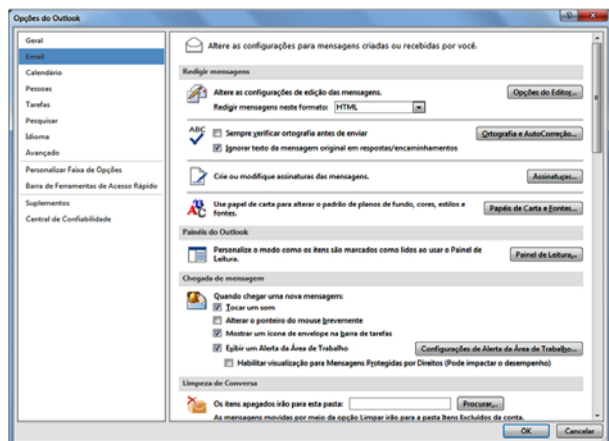 Opções do Outlook
Geral
Email
Calendário
Pessoas
Tarefas
Pesquisar
Idioma
Avançado
Personalizar Faixa de Opções
Barra de Ferramentas de Acesso Rápido
Suplementos
Central de Confiabilidade
Altere as configurações para mensagens criadas ou recebidas por você.
Redigir mensagens
Altere as configurações de edição das mensagens.
Opções do Editor...
Redigir mensagens neste formato: HTML
ABC
Sempre verificar ortografia antes de enviar
Ortografia e AutoCorreção...
Ignorar texto da mensagem original em respostas/encaminhamentos
Crie ou modifique assinaturas das mensagens.
Assinaturas...
Use papel de carta para alterar o padrão de planos de fundo, cores, estilos e
fontes.
Papéis de Carta e Fontes...
Painéis do Outlook
Personalize o modo como os itens são marcados como lidos ao usar o Painel de
Leitura.
Painel de Leitura...
Chegada de mensagem
Quando chegar uma nova mensagem:
Tocar um som
Alterar o ponteiro do mouse brevemente
Mostrar um ícone de envelope na barra de tarefas
Exibir um Alerta da Área de Trabalho
Configurações de Alerta da Área de Trabalho...
Habilitar visualização para Mensagens Protegidas por Direitos (Pode impactar o desempenho)
Limpeza de Conversa
Os itens apagados irão para esta pasta:
Procurar...
As mensagens movidas por meio da opção Limpar irão para a pasta Itens Excluídos da conta.
OK
Cancelar